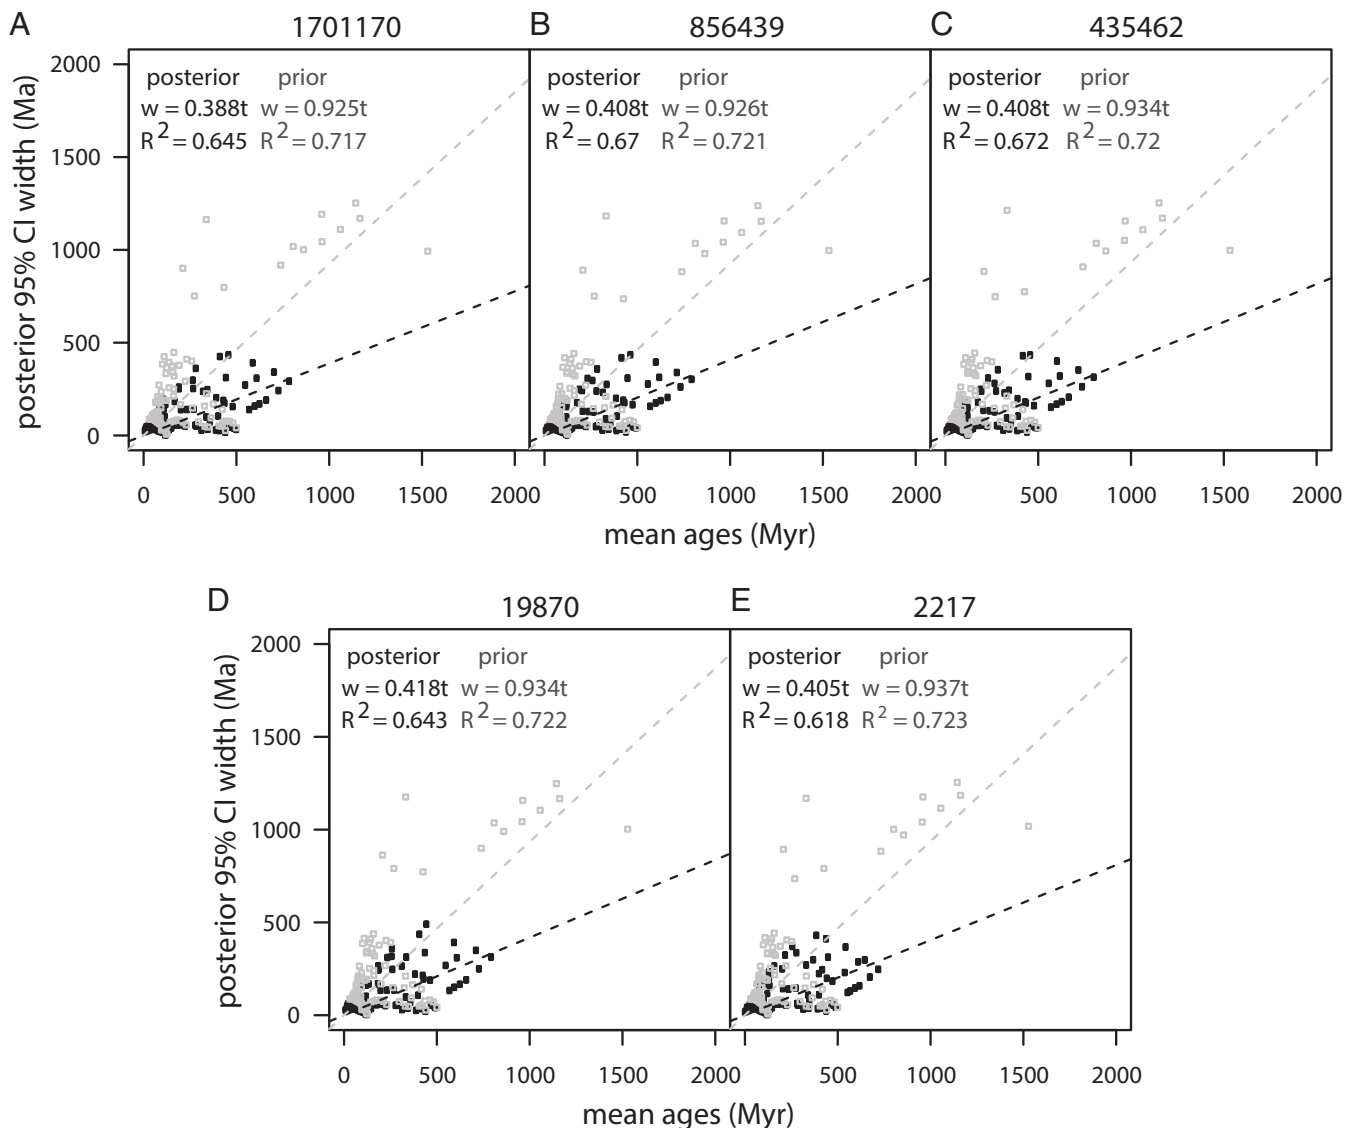 A 1701170 B 856439 C 435462
posterior prior posterior prior posterior prior
w = 0.388t w = 0.925t w = 0.408t w = 0.926t w = 0.408t w = 0.934t
R2 = 0.645 R2 = 0.717 R2 = 0.67 R2 = 0.721 R2 = 0.672 R2 = 0.72
posterior 95% CI width (Ma)
2000
1500
1000
500
0
0 500 1000 1500 2000 500 1000 1500 2000 500 1000 1500 2000
mean ages (Myr)
D 19870 E 2217
posterior prior posterior prior
w = 0.418t w = 0.934t w = 0.405t w = 0.937t
R2 = 0.643 R2 = 0.722 R2 = 0.618 R2 = 0.723
posterior 95% CI width (Ma)
2000
1500
1000
500
0
0 500 1000 1500 2000 500 1000 1500 2000
mean ages (Myr)